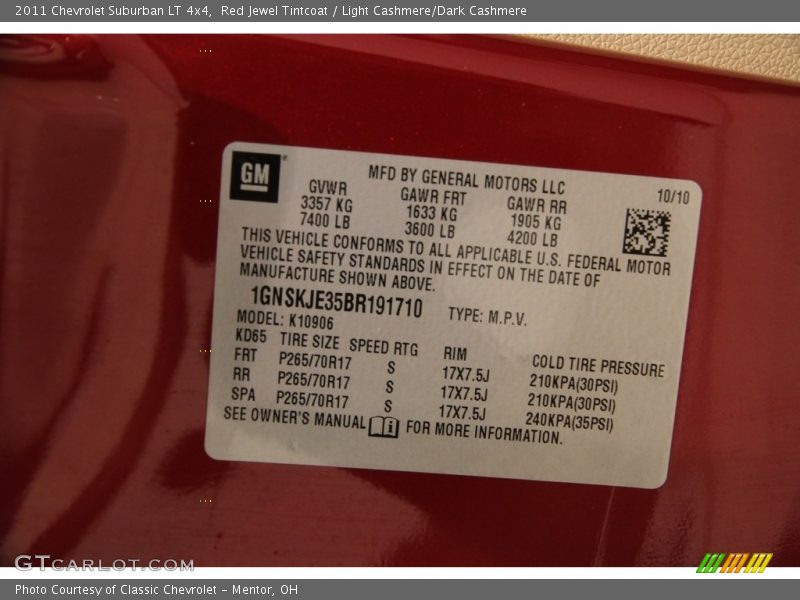 2011 Chevrolet Suburban LT 4x4, Red Jewel Tintcoat / Light Cashmere/Dark Cashmere
GM
MFD BY GENERAL MOTORS LLC
10/10
GVWR GAWR FRT GAWR RR
3357 KG 1633 KG 1905 KG
7400 LB 3600 LB 4200 LB
THIS VEHICLE CONFORMS TO ALL APPLICABLE U.S. FEDERAL MOTOR
VEHICLE SAFETY STANDARDS IN EFFECT ON THE DATE OF
MANUFACTURE SHOWN ABOVE.
1GNSKJE35BR191710 TYPE: M.P.V.
MODEL: K10906
KD65 TIRE SIZE SPEED RTG RIM COLD TIRE PRESSURE
FRT P265/70R17 S 17X7.5J 210KPA(30PSI)
RR P265/70R17 S 17X7.5J 210KPA(30PSI)
SPA P265/70R17 S 17X7.5J 240KPA(35PSI)
SEE OWNER'S MANUAL FOR MORE INFORMATION.
GTCARLOT.COM
Photo Courtesy of Classic Chevrolet - Mentor, OH